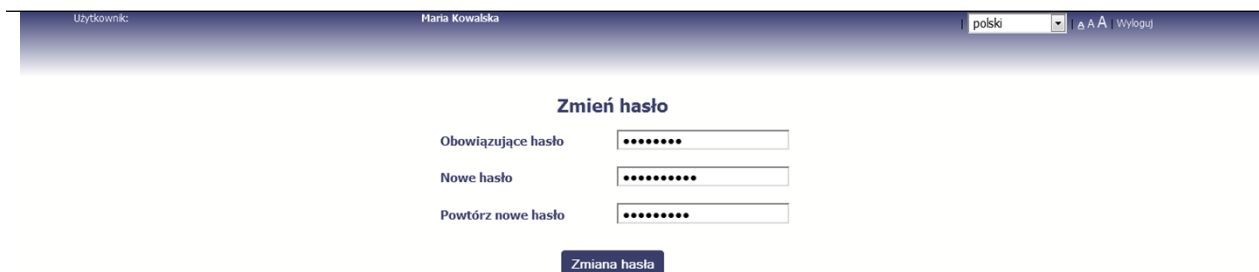 Użytkownik: Maria Kowalska | polski | A A A | Wyloguj
Zmień hasło
Obowiązujące hasło ••••••••
Nowe hasło ••••••••••
Powtórz nowe hasło •••••••••
Zmiana hasła